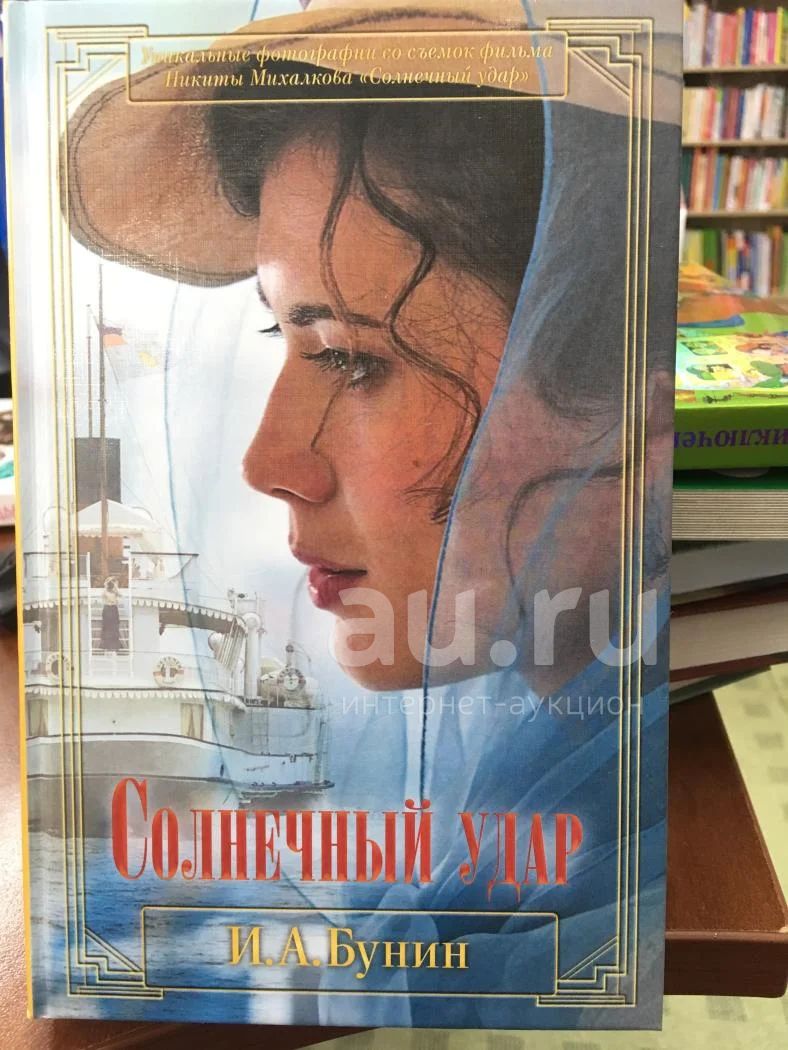 Уникальные фотографии со съемок фильма
Никиты Михалкова «Солнечный удар»
au.ru
интернет-аукцион
Солнечный удар
И.А.Бунин